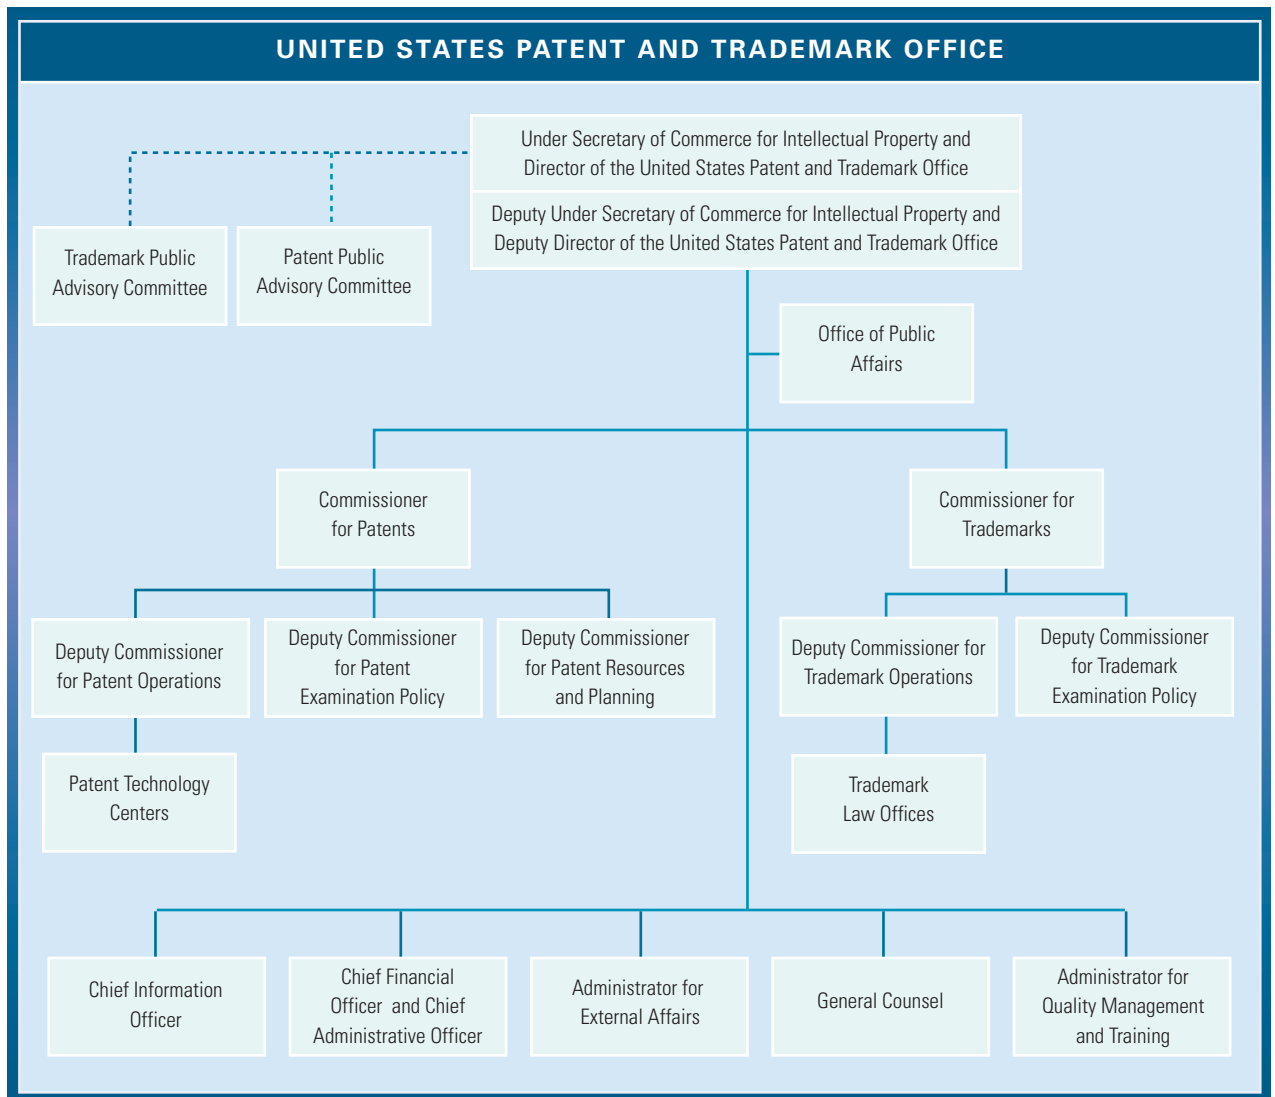 UNITED STATES PATENT AND TRADEMARK OFFICE
Under Secretary of Commerce for Intellectual Property and
Director of the United States Patent and Trademark Office
Deputy Under Secretary of Commerce for Intellectual Property and
Deputy Director of the United States Patent and Trademark Office
Trademark Public
Advisory Committee
Patent Public
Advisory Committee
Office of Public
Affairs
Commissioner
for Patents
Commissioner for
Trademarks
Deputy Commissioner
for Patent Operations
Deputy Commissioner
for Patent
Examination Policy
Deputy Commissioner
for Patent Resources
and Planning
Deputy Commissioner for
Trademark Operations
Deputy Commissioner
for Trademark
Examination Policy
Patent Technology
Centers
Trademark
Law Offices
Chief Information
Officer
Chief Financial
Officer and Chief
Administrative Officer
Administrator for
External Affairs
General Counsel
Administrator for
Quality Management
and Training